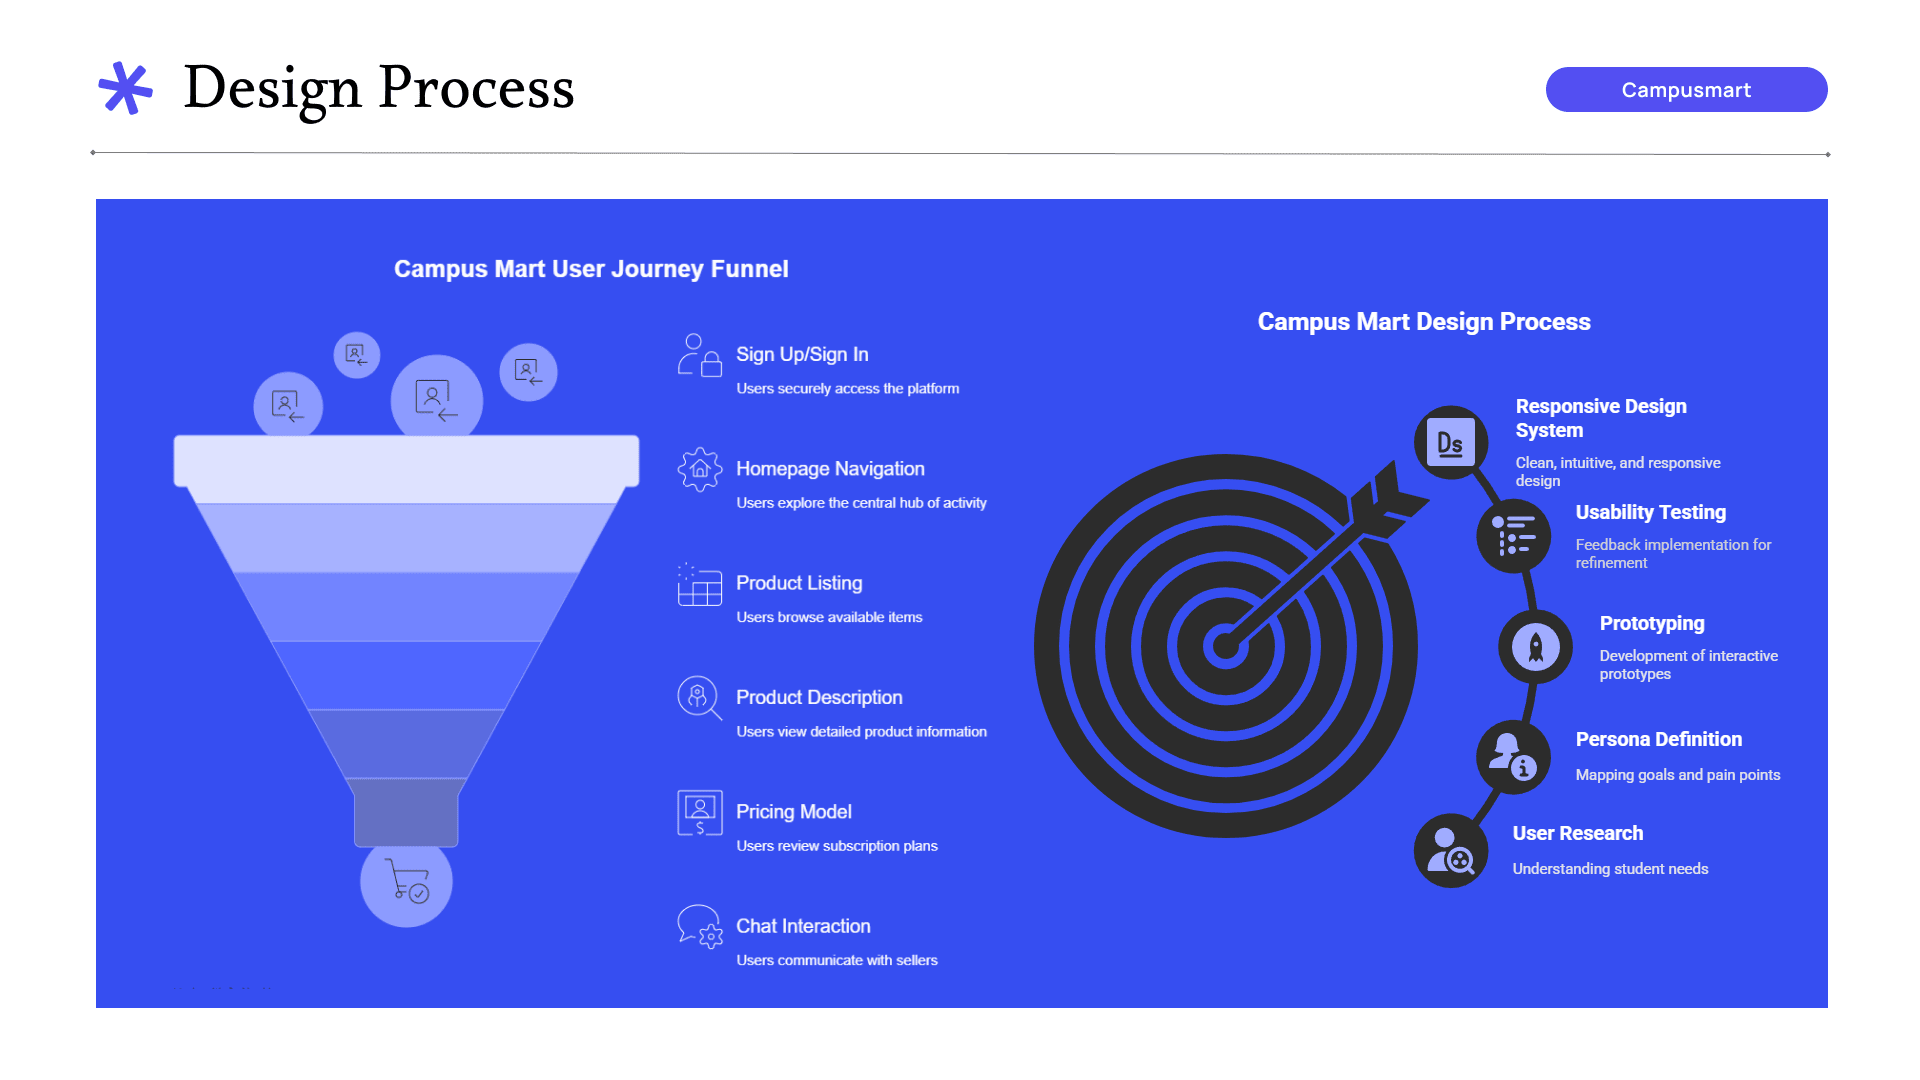 Design Process
Campusmart
Campus Mart User Journey Funnel
Sign Up/Sign In
Users securely access the platform
Homepage Navigation
Users explore the central hub of activity
Product Listing
Users browse available items
Product Description
Users view detailed product information
Pricing Model
$
Users review subscription plans
Chat Interaction
Users communicate with sellers
Campus Mart Design Process
Ds
Responsive Design
System
Clean, intuitive, and responsive
design
Usability Testing
Feedback implementation for
refinement
Prototyping
Development of interactive
prototypes
Persona Definition
i
Mapping goals and pain points
User Research
Understanding student needs